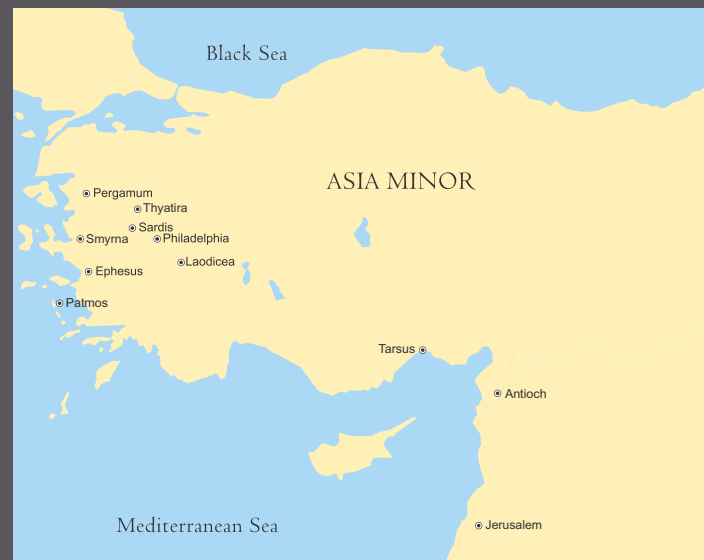 Black Sea
ASIA MINOR
Pergamum
Thyatira
Sardis
Smyrna
Philadelphia
Laodicea
Ephesus
Patmos
Tarsus
Antioch
Mediterranean Sea
Jerusalem